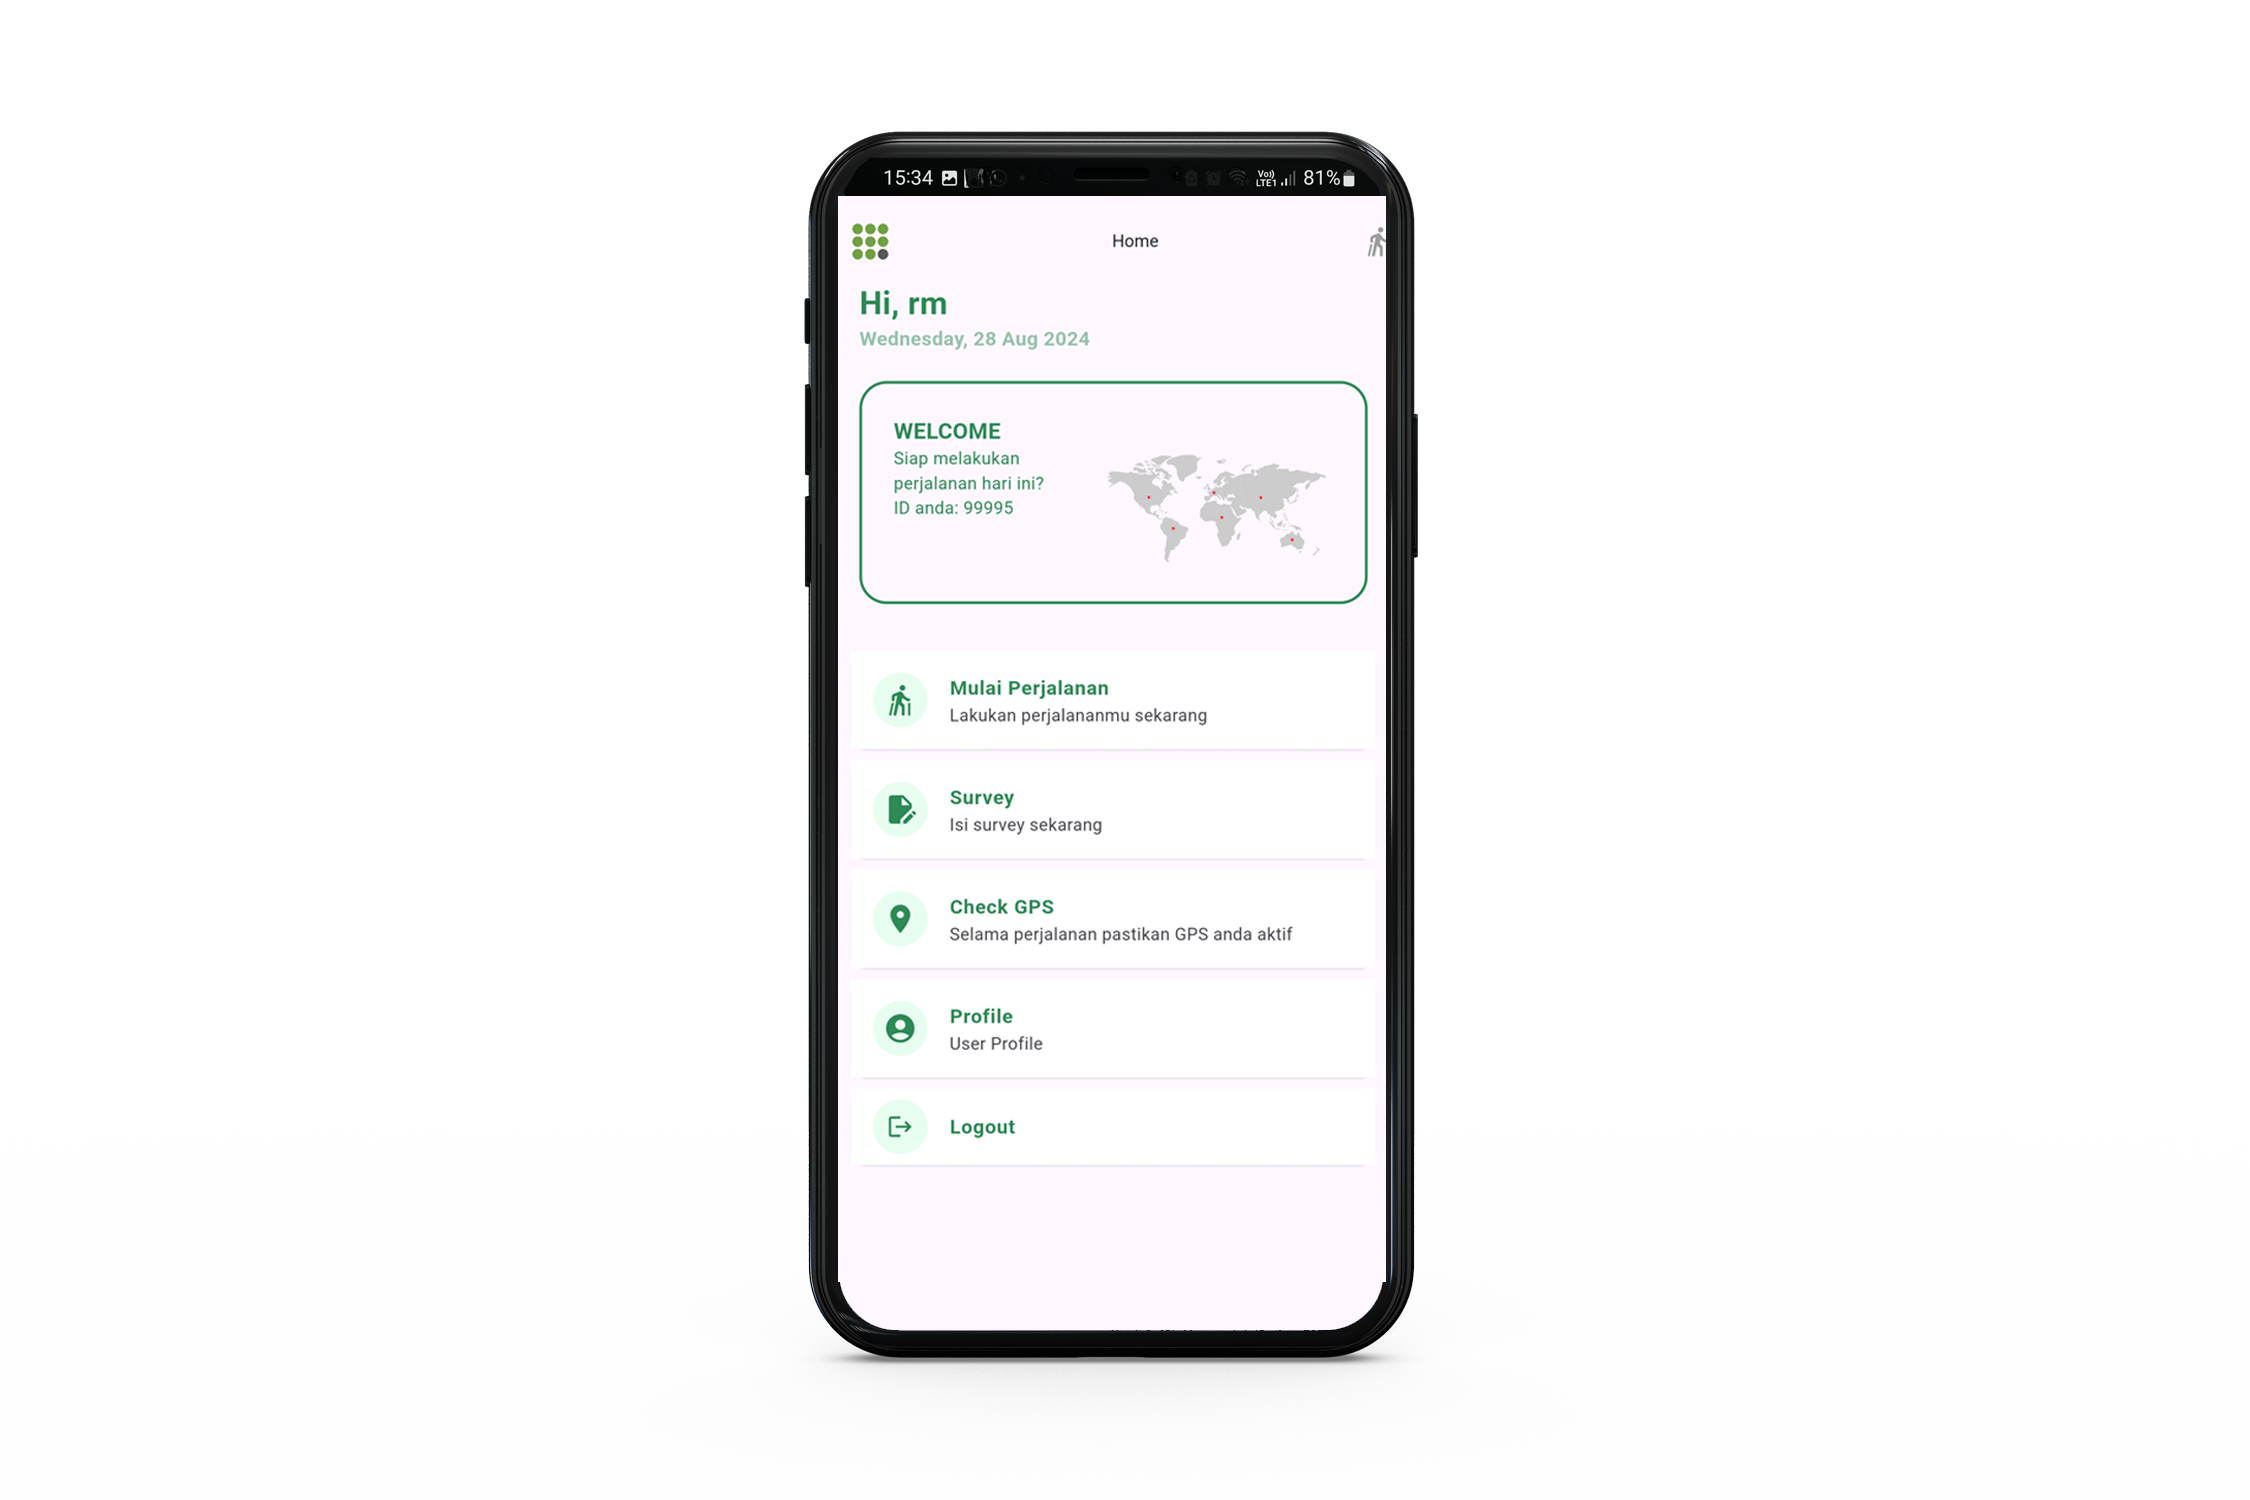 15:34
Vo))
LTE1
81%
Home
Hi, rm
Wednesday, 28 Aug 2024
WELCOME
Siap melakukan
perjalanan hari ini?
ID anda: 99995
Mulai Perjalanan
Lakukan perjalananmu sekarang
Survey
Isi survey sekarang
Check GPS
Selama perjalanan pastikan GPS anda aktif
Profile
User Profile
Logout